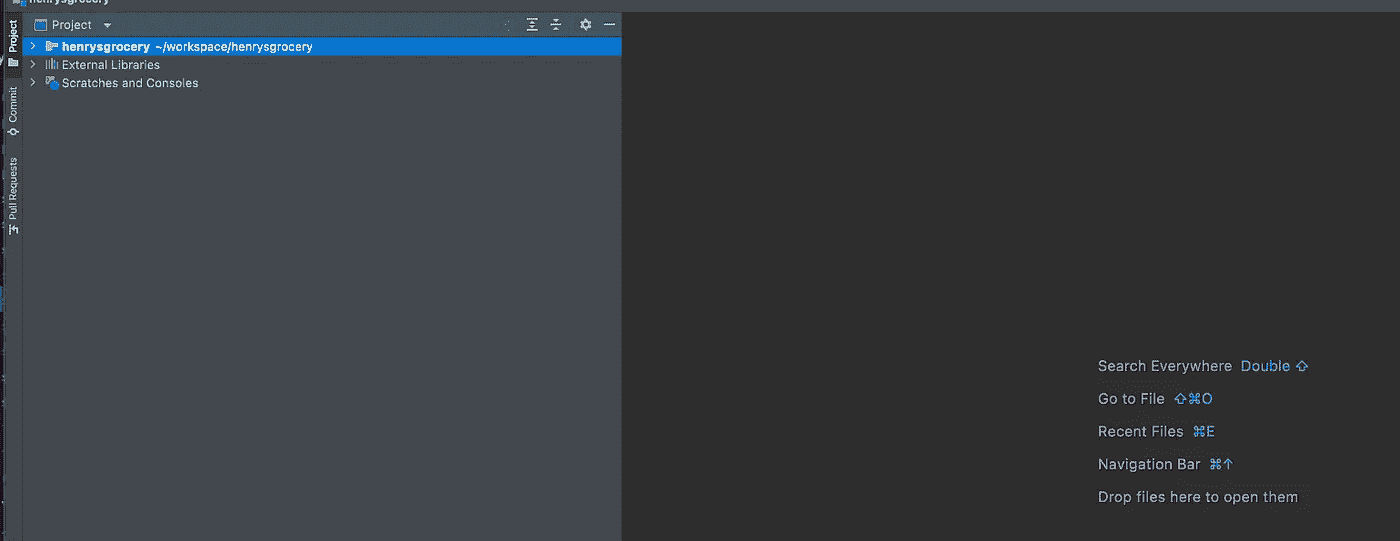 henrysgrocery
Project
henrysgrocery ~/workspace/henrysgrocery
External Libraries
Scratches and Consoles
Project
Commit
Pull Requests
Search Everywhere Double ⇧
Go to File ⇧⌘O
Recent Files ⌘E
Navigation Bar ⌘↑
Drop files here to open them